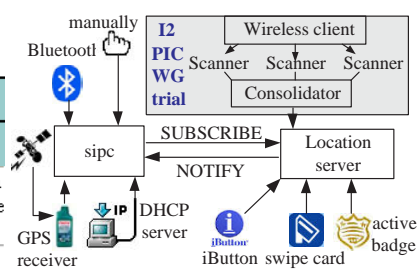 manually
Bluetooth
I2
PIC
WG
trial
Wireless client
Scanner Scanner Scanner
Consolidator
sipc
SUBSCRIBE
NOTIFY
Location
server
e
IP
DHCP
server
GPS
receiver
iButton
iButton
swipe card
active
badge